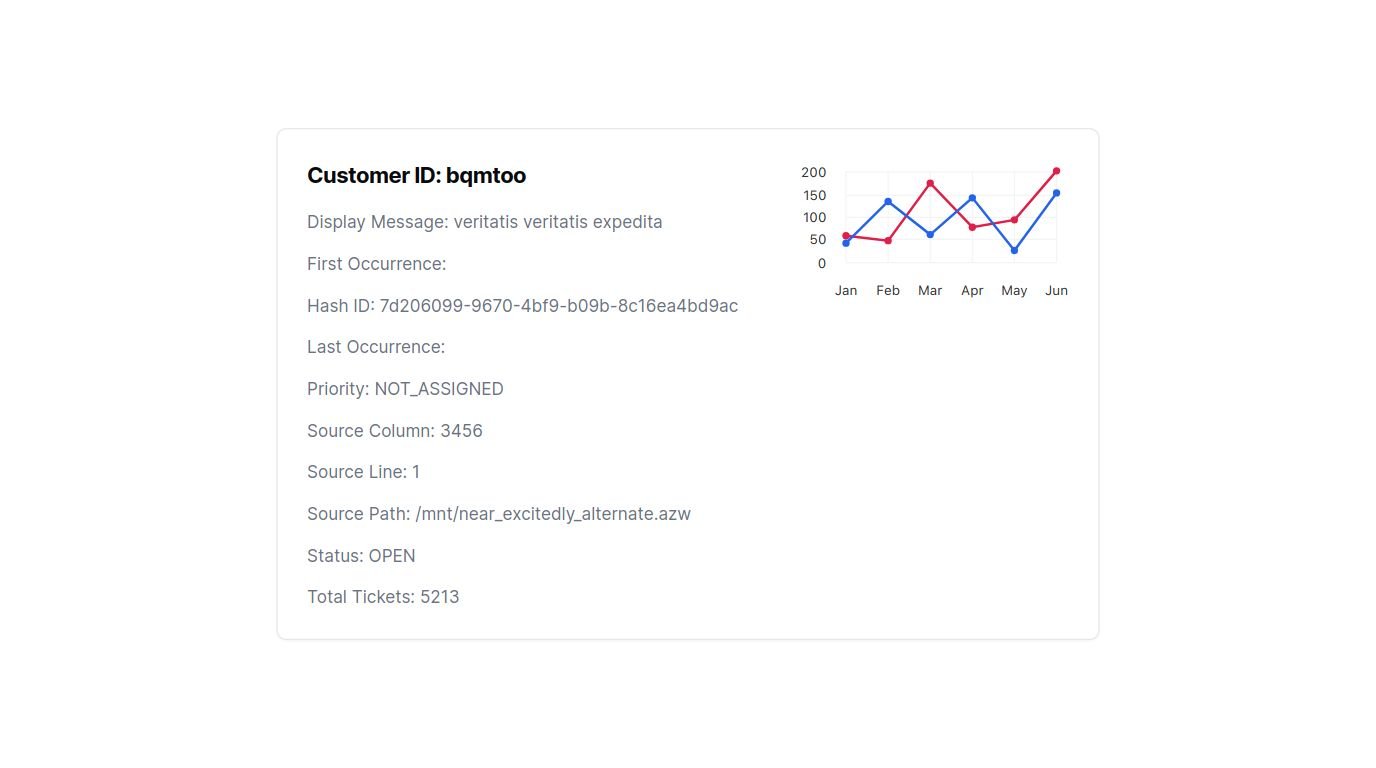 Customer ID: bqmtoo
Display Message: veritatis veritatis expedita
First Occurrence:
Hash ID: 7d206099-9670-4bf9-b09b-8c16ea4bd9ac
Last Occurrence:
Priority: NOT_ASSIGNED
Source Column: 3456
Source Line: 1
Source Path: /mnt/near_excitedly_alternate.azw
Status: OPEN
Total Tickets: 5213
200
150
100
50
0
Jan Feb Mar Apr May Jun